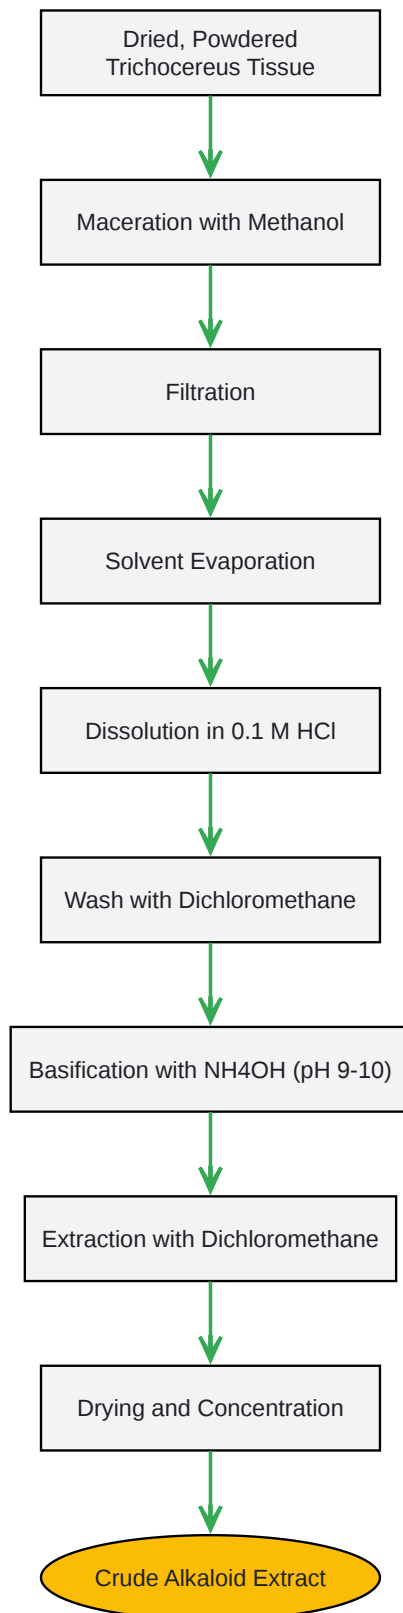 Dried, Powdered
Trichocereus Tissue
Maceration with Methanol
Filtration
Solvent Evaporation
Dissolution in 0.1 M HCl
Wash with Dichloromethane
Basification with NH4OH (pH 9-10)
Extraction with Dichloromethane
Drying and Concentration
Crude Alkaloid Extract